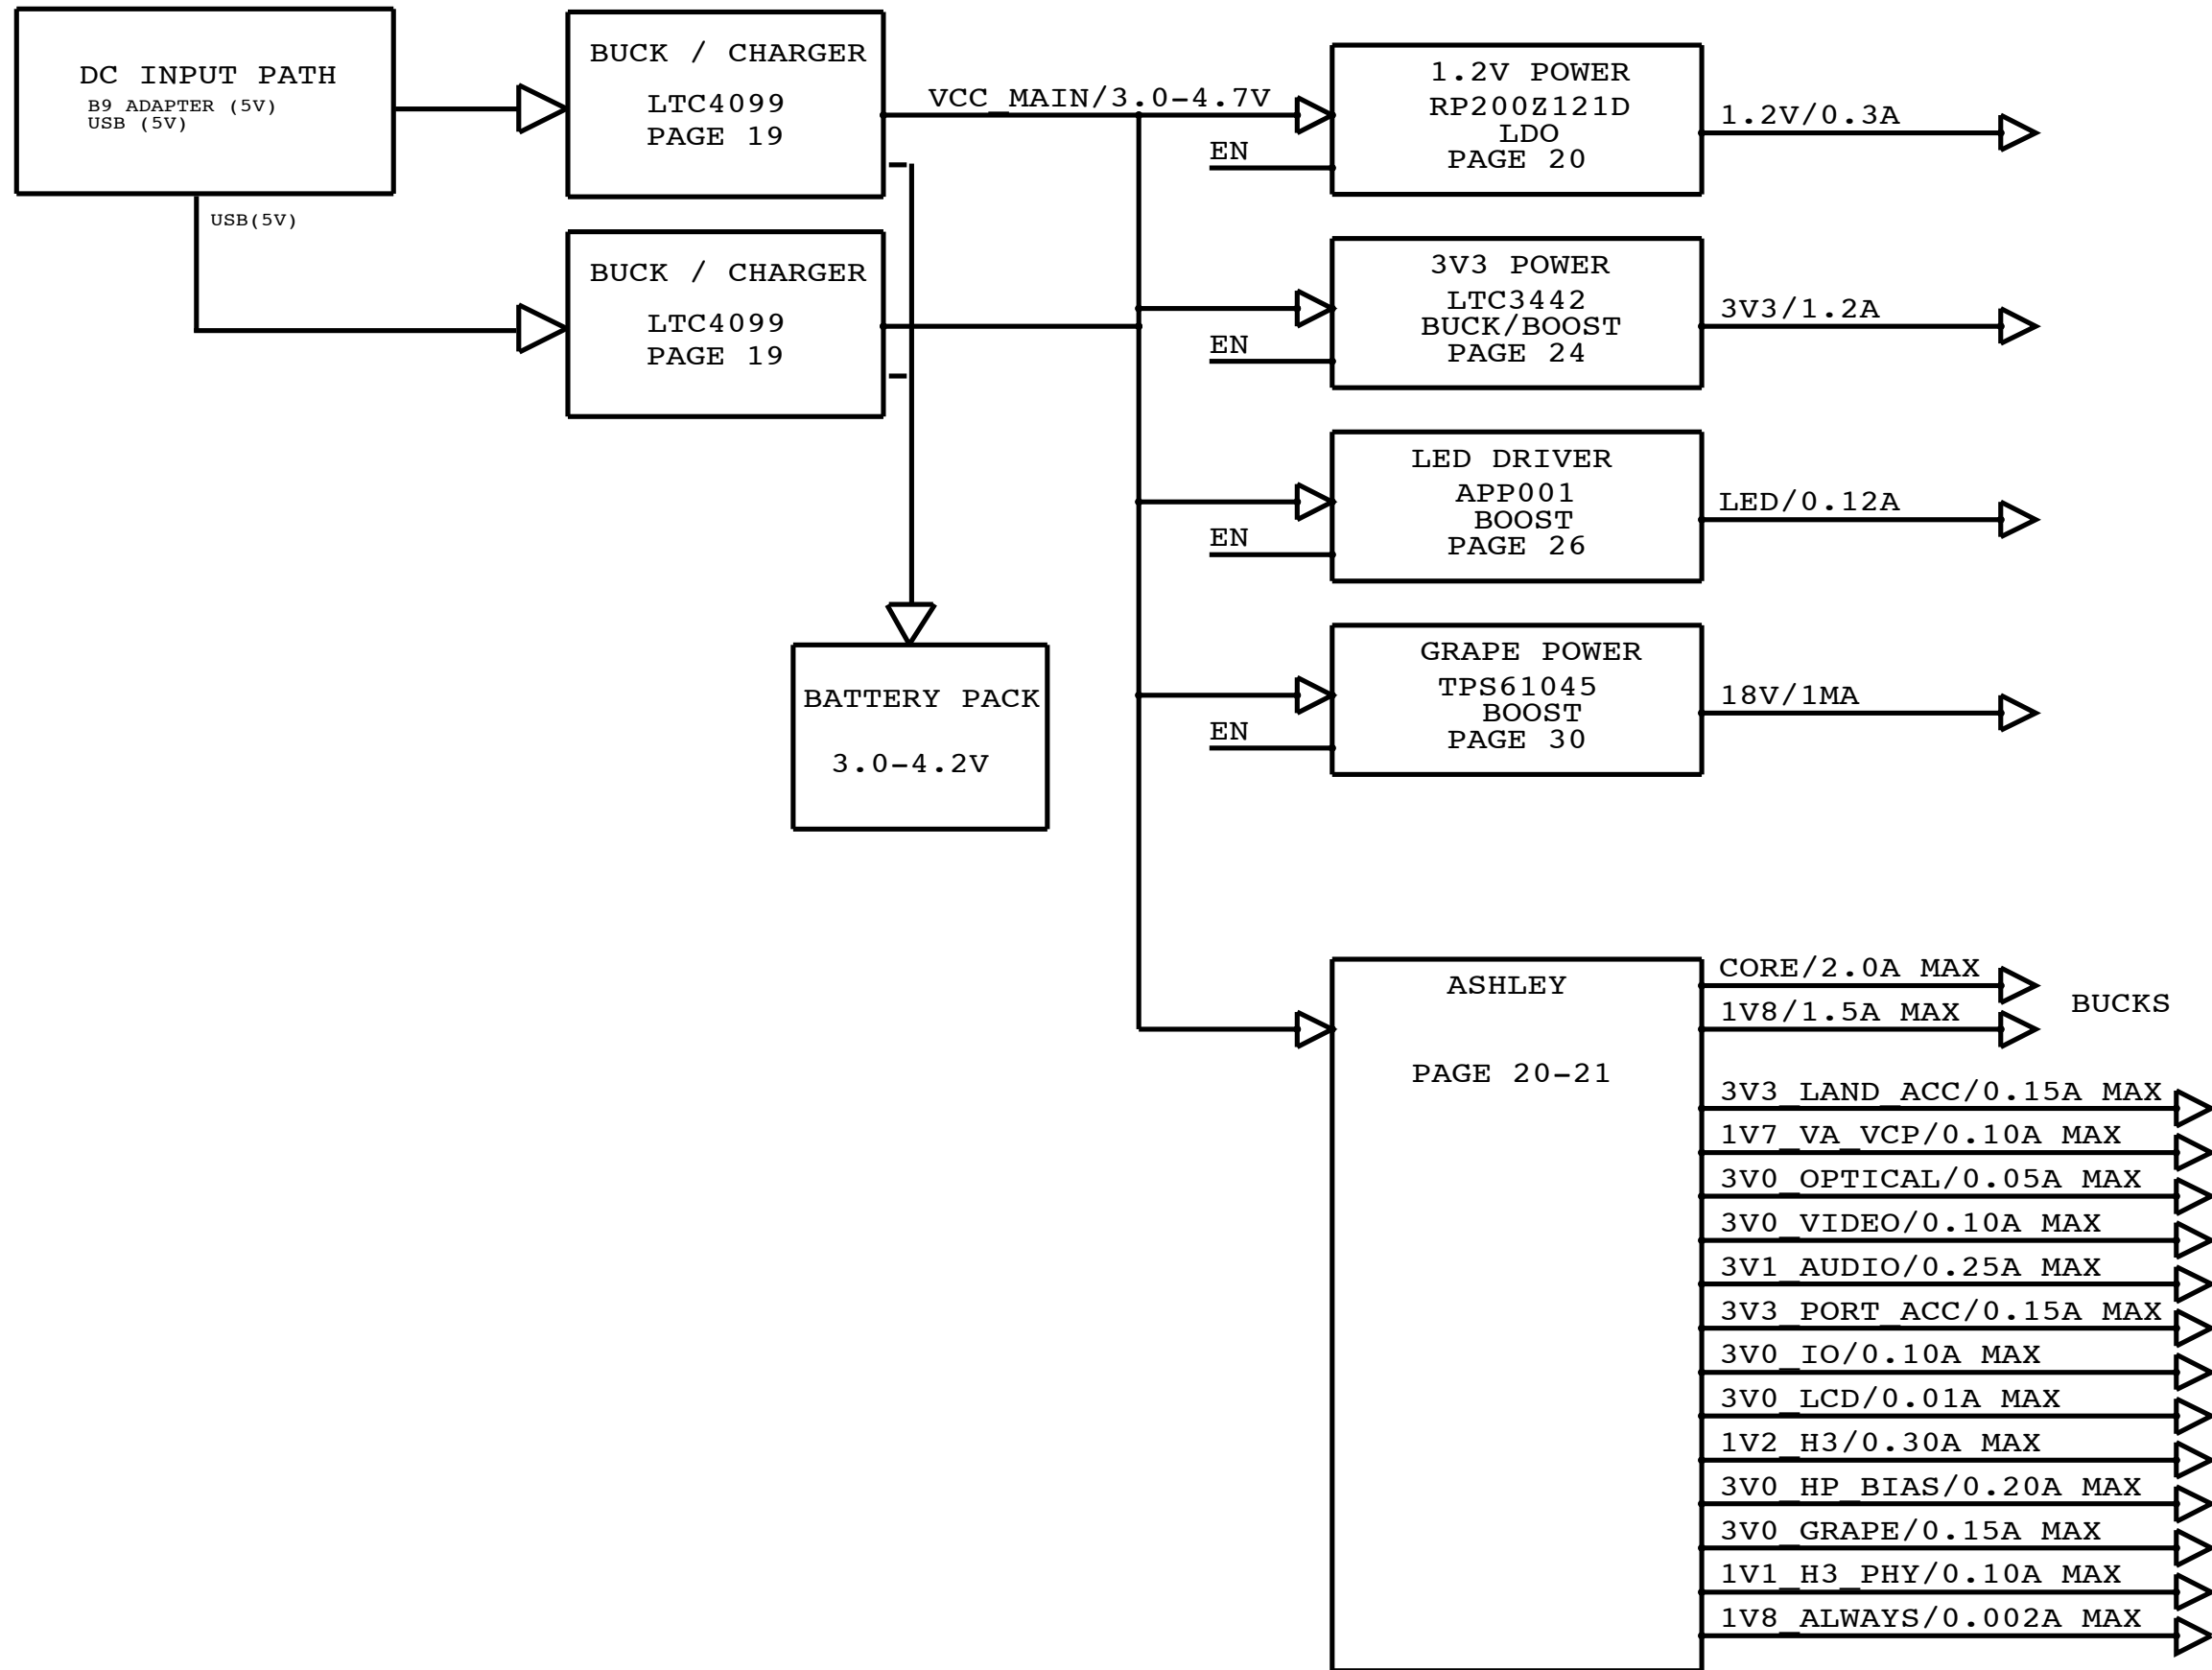 DC INPUT PATH
B9 ADAPTER (5V)
USB (5V)
USB(5V)
BUCK / CHARGER
LTC4099
PAGE 19
BUCK / CHARGER
LTC4099
PAGE 19
BATTERY PACK
3.0-4.2V
VCC_MAIN/3.0-4.7V
EN
1.2V POWER
RP200Z121D
LDO
PAGE 20
1.2V/0.3A
EN
3V3 POWER
LTC3442
BUCK/BOOST
PAGE 24
3V3/1.2A
EN
LED DRIVER
APP001
BOOST
PAGE 26
LED/0.12A
EN
GRAPE POWER
TPS61045
BOOST
PAGE 30
18V/1MA
ASHLEY
PAGE 20-21
CORE/2.0A MAX
1V8/1.5A MAX
BUCKS
3V3_LAND_ACC/0.15A MAX
1V7_VA_VCP/0.10A MAX
3V0_OPTICAL/0.05A MAX
3V0_VIDEO/0.10A MAX
3V1_AUDIO/0.25A MAX
3V3_PORT_ACC/0.15A MAX
3V0_IO/0.10A MAX
3V0_LCD/0.01A MAX
1V2_H3/0.30A MAX
3V0_HP_BIAS/0.20A MAX
3V0_GRAPE/0.15A MAX
1V1_H3_PHY/0.10A MAX
1V8_ALWAYS/0.002A MAX